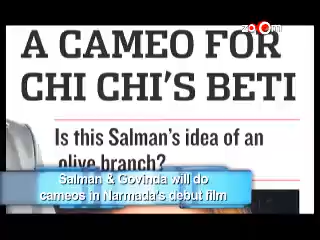 zoom
A CAMEO FOR
CHI CHI'S BETI
Is this Salman's idea of an
olive branch?
Salman & Govinda will do
cameos in Narmada's debut film